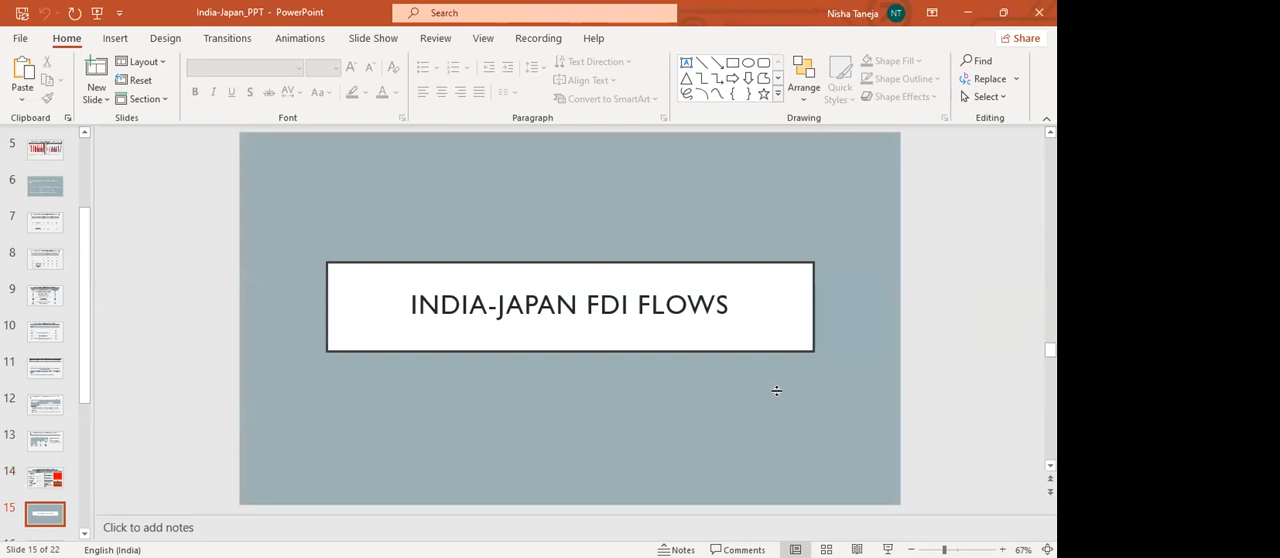 India-Japan_PPT - PowerPoint
Search
Nisha Taneja
NT
File
Home
Insert
Design
Transitions
Animations
Slide Show
Review
View
Recording
Help
Share
Paste
Clipboard
New
Slide
Layout
Reset
Section
Slides
B I U S ab AV Aa A
Font
Text Direction
Align Text
Convert to SmartArt
Paragraph
Arrange
Quick
Styles
Shape Fill
Shape Outline
Shape Effects
Drawing
Find
Replace
Select
Editing
5
6
7
8
9
10
11
12
13
14
15
INDIA-JAPAN FDI FLOWS
Click to add notes
Slide 15 of 22
English (India)
Notes
Comments
67%